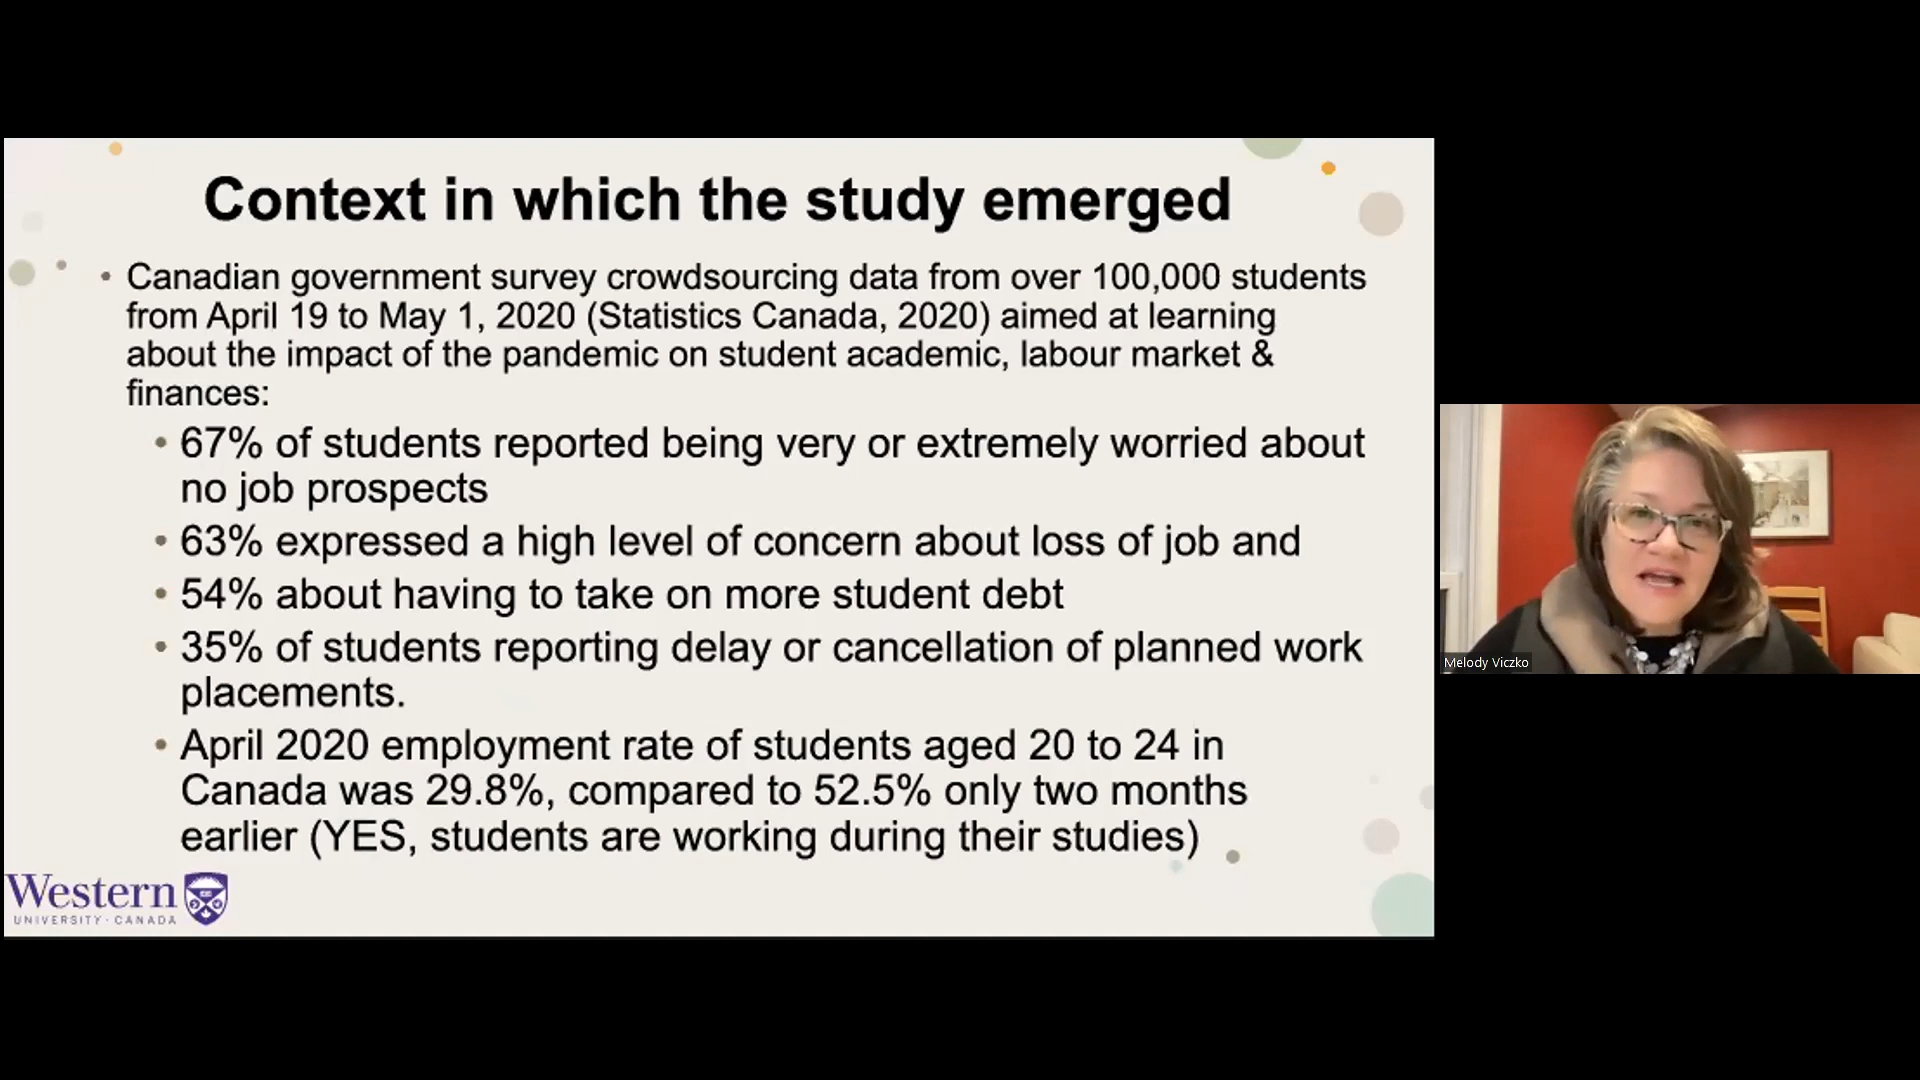 Context in which the study emerged
• Canadian government survey crowdsourcing data from over 100,000 students
from April 19 to May 1, 2020 (Statistics Canada, 2020) aimed at learning
about the impact of the pandemic on student academic, labour market &
finances:
• 67% of students reported being very or extremely worried about
no job prospects
• 63% expressed a high level of concern about loss of job and
• 54% about having to take on more student debt
• 35% of students reporting delay or cancellation of planned work
placements.
• April 2020 employment rate of students aged 20 to 24 in
Canada was 29.8%, compared to 52.5% only two months
earlier (YES, students are working during their studies)
Western
UNIVERSITY · CANADA
Melody Viczko